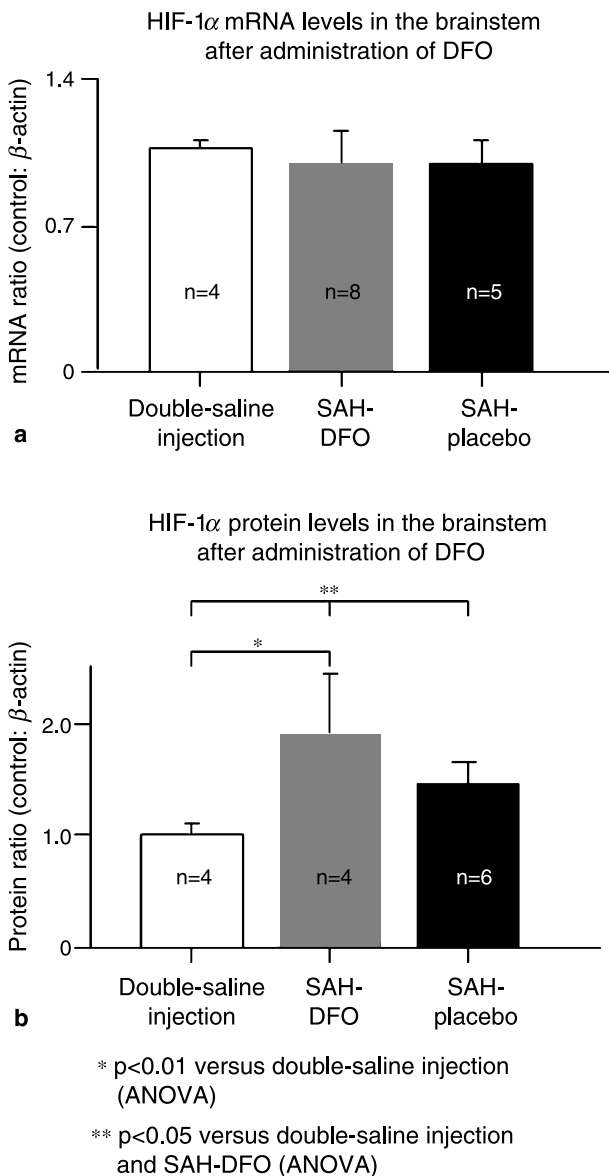 HIF-1α mRNA levels in the brainstem
after administration of DFO
mRNA ratio (control: β-actin)
1.4
0.7
0
n=4
n=8
n=5
Double-saline
injection
SAH-
DFO
SAH-
placebo
a
HIF-1α protein levels in the brainstem
after administration of DFO
**
*
Protein ratio (control: β-actin)
2.0
1.0
0
n=4
n=4
n=6
Double-saline
injection
SAH-
DFO
SAH-
placebo
b
* p<0.01 versus double-saline injection
(ANOVA)
** p<0.05 versus double-saline injection
and SAH-DFO (ANOVA)